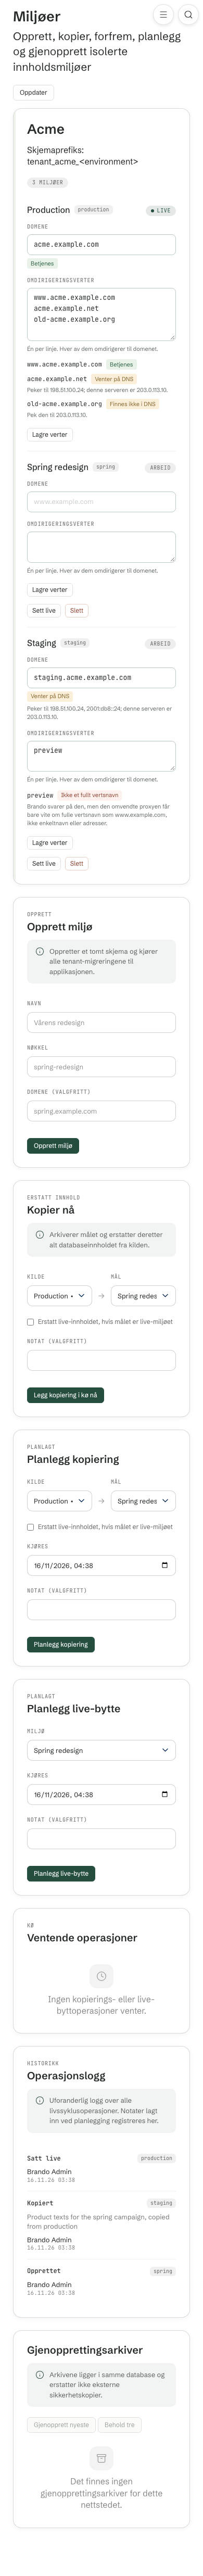 Miljøer
Opprett, kopier, forfrem, planlegg
og gjenopprett isolerte
innholdsmiljøer
Oppdater
Acme
Skjemaprefiks:
tenant_acme_<environment>
3 MILJØER
Production production LIVE
DOMENE
acme.example.com
Betjenes
OMDIRIGERINGSVERTER
www.acme.example.com
acme.example.net
old-acme.example.org
Én per linje. Hver av dem omdirigerer til domenet.
www.acme.example.com Betjenes
acme.example.net Venter på DNS
Peker til 198.51.100.24; denne serveren er 203.0.113.10.
old-acme.example.org Finnes ikke i DNS
Pek den til 203.0.113.10.
Lagre verter
Spring redesign spring ARBEID
DOMENE
www.example.com
OMDIRIGERINGSVERTER
Én per linje. Hver av dem omdirigerer til domenet.
Lagre verter
Sett live Slett
Staging staging ARBEID
DOMENE
staging.acme.example.com
Venter på DNS
Peker til 198.51.100.24, 2001:db8::24; denne serveren er
203.0.113.10.
OMDIRIGERINGSVERTER
preview
Én per linje. Hver av dem omdirigerer til domenet.
preview Ikke et fullt vertsnavn
Brando svarer på den, men den omvendte proxyen får
bare vite om fulle vertsnavn som www.example.com,
ikke enkeltnavn eller adresser.
Lagre verter
Sett live Slett
OPPRETT
Opprett miljø
Oppretter et tomt skjema og kjører
alle tenant-migreringene til
applikasjonen.
NAVN
Vårens redesign
NØKKEL
spring-redesign
DOMENE (VALGFRITT)
spring.example.com
Opprett miljø
ERSTATT INNHOLD
Kopier nå
Arkiverer målet og erstatter deretter
alt databaseinnholdet fra kilden.
KILDE MÅL
Production • → Spring redes
Erstatt live-innholdet, hvis målet er live-miljøet
NOTAT (VALGFRITT)
Legg kopiering i kø nå
PLANLAGT
Planlegg kopiering
KILDE MÅL
Production • → Spring redes
Erstatt live-innholdet, hvis målet er live-miljøet
KJØRES
16/11/2026, 04:38
NOTAT (VALGFRITT)
Planlegg kopiering
PLANLAGT
Planlegg live-bytte
MILJØ
Spring redesign
KJØRES
16/11/2026, 04:38
NOTAT (VALGFRITT)
Planlegg live-bytte
KØ
Ventende operasjoner
Ingen kopierings- eller live-
byttoperasjoner venter.
HISTORIKK
Operasjonslogg
Uforanderlig logg over alle
livssyklusoperasjoner. Notater lagt
inn ved planlegging registreres her.
Satt live production
Brando Admin
16.11.26 03:38
Kopiert staging
Product texts for the spring campaign, copied
from production
Brando Admin
16.11.26 03:38
Opprettet spring
Brando Admin
16.11.26 03:38
Gjenopprettingsarkiver
Arkivene ligger i samme database og
erstatter ikke eksterne
sikkerhetskopier.
Gjenopprett nyeste Behold tre
Det finnes ingen
gjenopprettingsarkiver for dette
nettstedet.